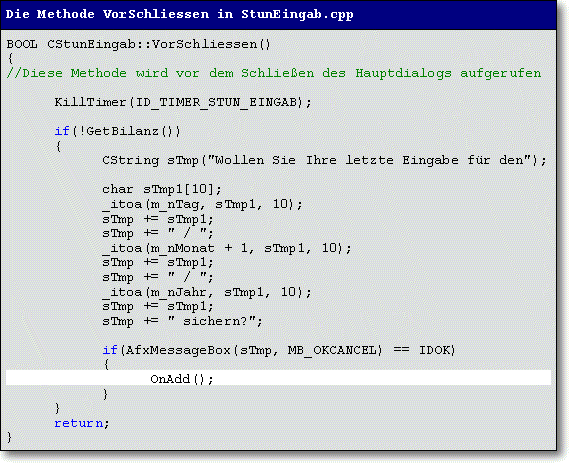 Die Methode VorSchliessen in StunEingab.cpp
BOOL CStunEingab::VorSchliessen()
{
//Diese Methode wird vor dem Schließen des Hauptdialogs aufgerufen
KillTimer(ID_TIMER_STUN_EINGAB);
if(!GetBilanz())
{
CString sTmp("Wollen Sie Ihre letzte Eingabe für den");
char sTmp1[10];
_itoa(m_nTag, sTmp1, 10);
sTmp += sTmp1;
sTmp += " / ";
_itoa(m_nMonat + 1, sTmp1, 10);
sTmp += sTmp1;
sTmp += " / ";
_itoa(m_nJahr, sTmp1, 10);
sTmp += sTmp1;
sTmp += " sichern?";
if(AfxMessageBox(sTmp, MB_OKCANCEL) == IDOK)
{
OnAdd();
}
}
return;
}